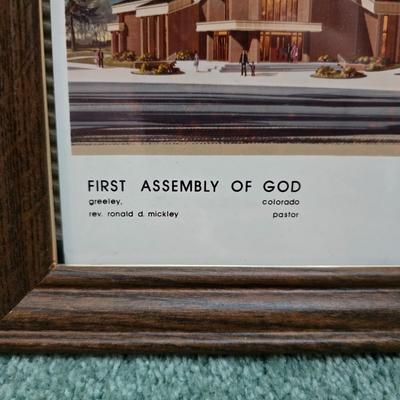 FIRST ASSEMBLY OF GOD
greeley, colorado
rev. ronald d. mickley pastor